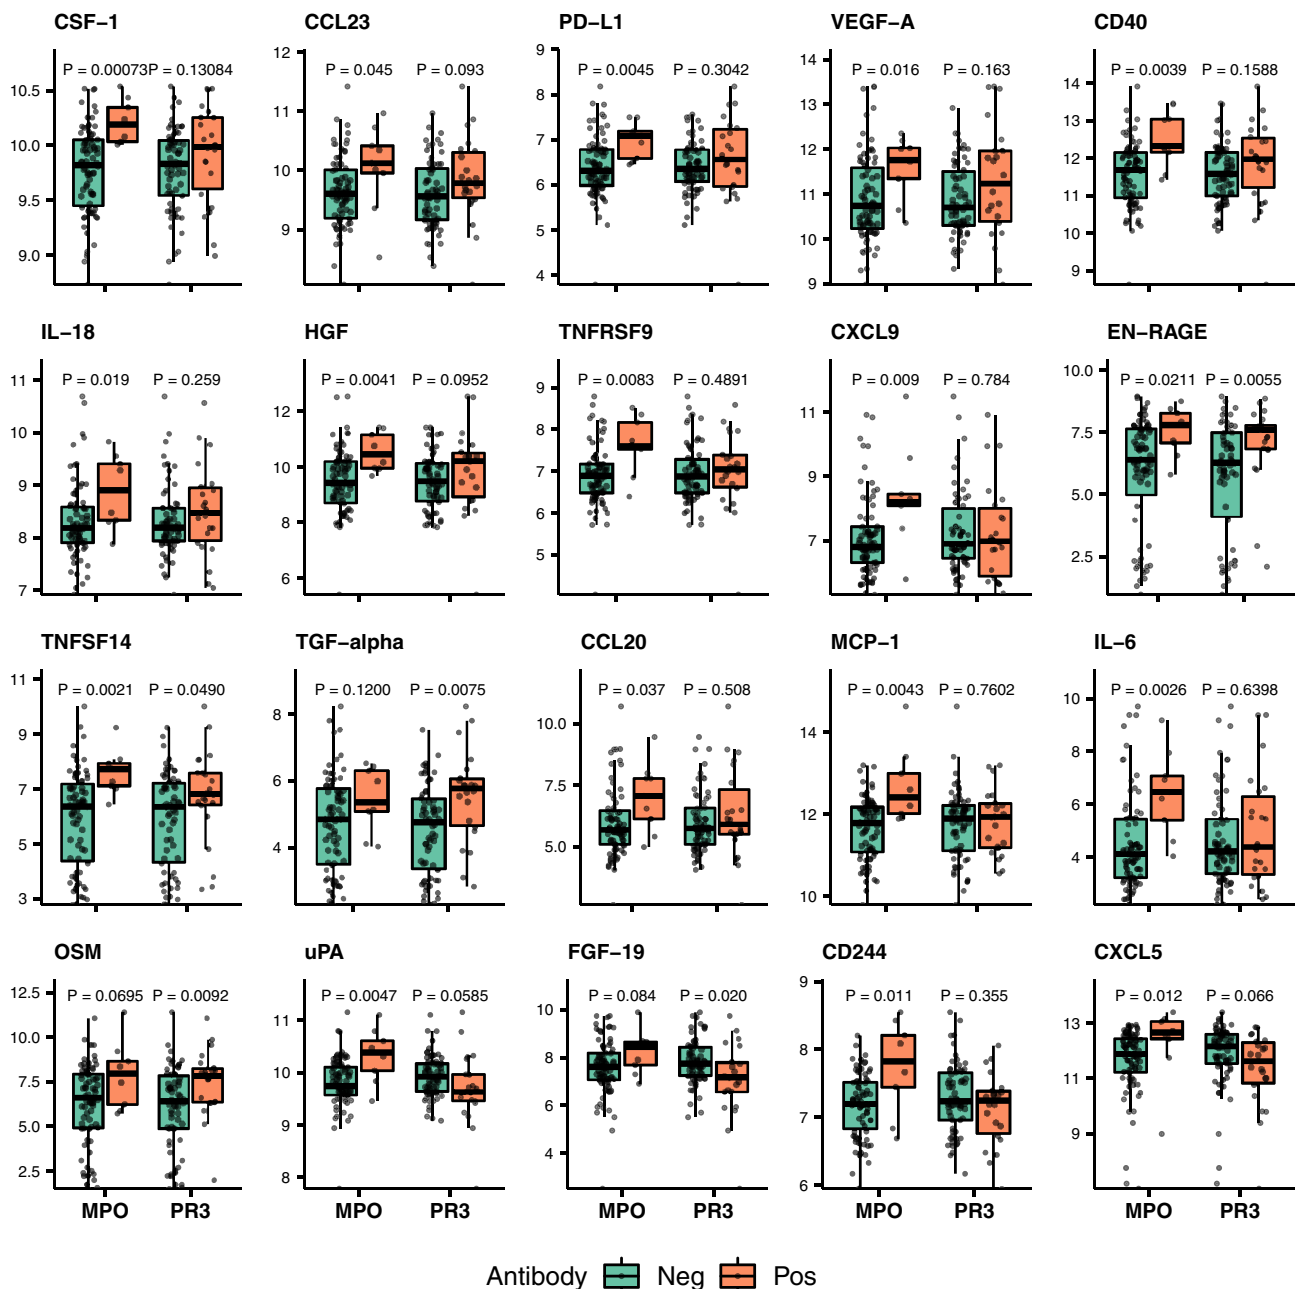 CSF−1 CCL23 PD−L1 VEGF−A CD40
P = 0.00073 P = 0.13084 P = 0.045 P = 0.093 P = 0.0045 P = 0.3042 P = 0.016 P = 0.163 P = 0.0039 P = 0.1588
10.5 10.0 9.5 9.0
12 11 10 9
9 8 7 6 5 4
14 13 12 11 10 9
14 13 12 11 10 9
IL−18 HGF TNFRSF9 CXCL9 EN−RAGE
P = 0.019 P = 0.259 P = 0.0041 P = 0.0952 P = 0.0083 P = 0.4891 P = 0.009 P = 0.784 P = 0.0211 P = 0.0055
11 10 9 8 7
12 10 8 6
9 8 7 6 5
11 9 7
10.0 7.5 5.0 2.5
TNFSF14 TGF−alpha CCL20 MCP−1 IL−6
P = 0.0021 P = 0.0490 P = 0.1200 P = 0.0075 P = 0.037 P = 0.508 P = 0.0043 P = 0.7602 P = 0.0026 P = 0.6398
11 9 7 5 3
8 6 4
10.0 7.5 5.0
14 12 10
10 8 6 4
OSM uPA FGF−19 CD244 CXCL5
P = 0.0695 P = 0.0092 P = 0.0047 P = 0.0585 P = 0.084 P = 0.020 P = 0.011 P = 0.355 P = 0.012 P = 0.066
12.5 10.0 7.5 5.0 2.5
11 10 9 8
10 8 6 4
9 8 7 6
13 11 9
MPO PR3 MPO PR3 MPO PR3 MPO PR3 MPO PR3
Antibody Neg Pos